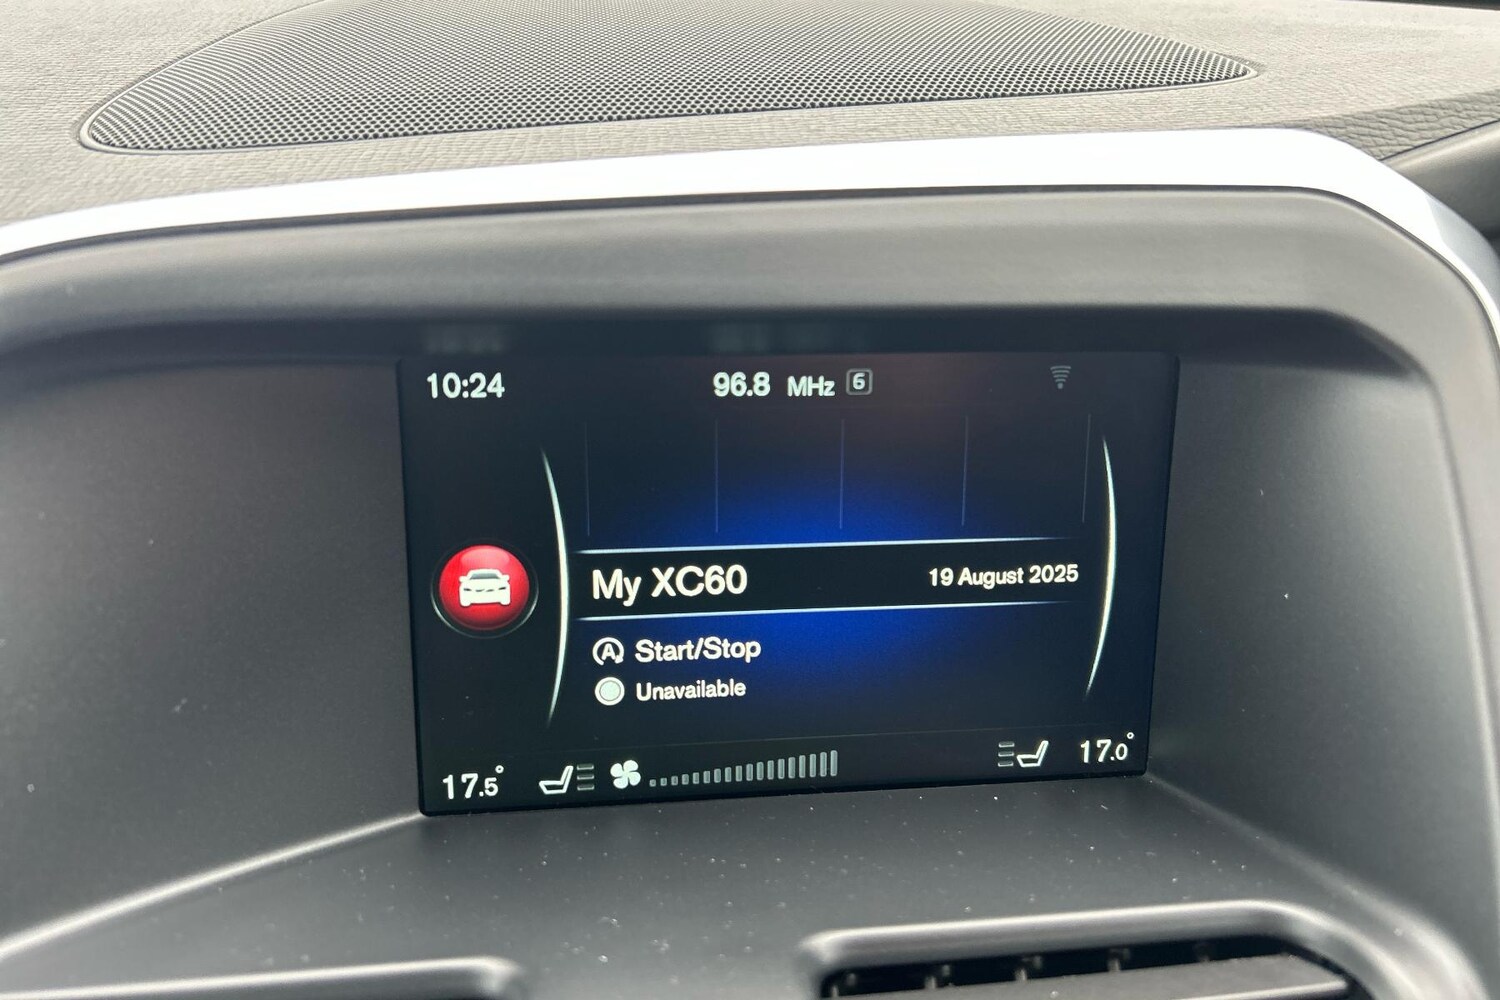 10:24
96.8 MHz 6
My XC60
19 August 2025
A Start/Stop
Unavailable
17.5°
17.0°